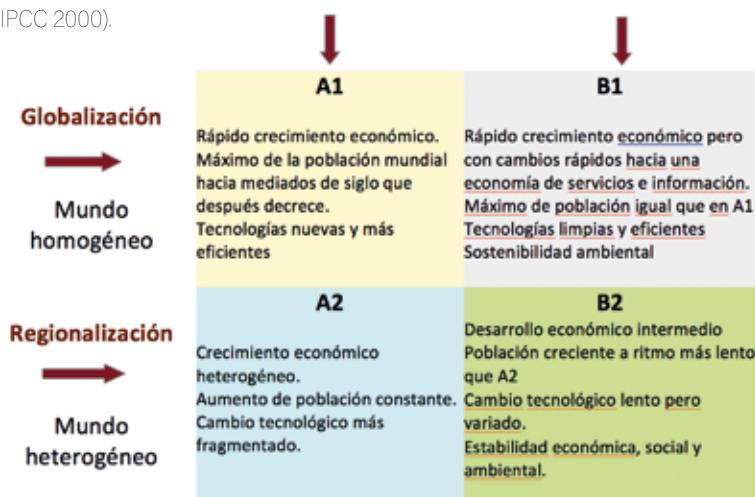 IPCC 2000).
Globalización
Mundo
homogéneo
A1
Rápido crecimiento económico.
Máximo de la población mundial
hacia mediados de siglo que
después decrece.
Tecnologías nuevas y más
eficientes
B1
Rápido crecimiento económico pero
con cambios rápidos hacia una
economía de servicios e información.
Máximo de población igual que en A1
Tecnologías limpias y eficientes
Sostenibilidad ambiental
Regionalización
Mundo
heterogéneo
A2
Crecimiento económico
heterogéneo.
Aumento de población constante.
Cambio tecnológico más
fragmentado.
B2
Desarrollo económico intermedio
Población creciente a ritmo más lento
que A2
Cambio tecnológico lento pero
variado.
Estabilidad económica, social y
ambiental.